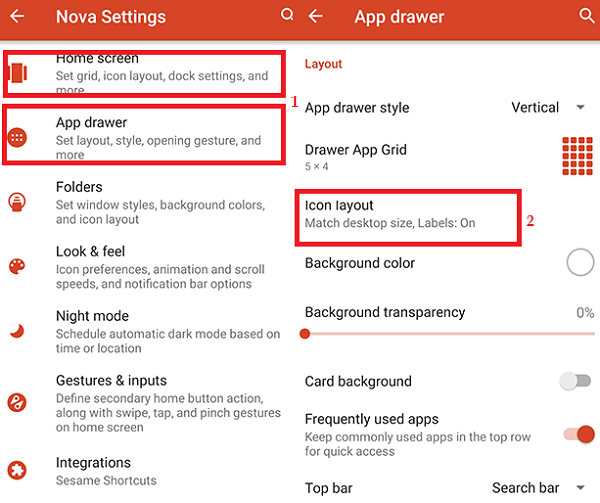 Nova Settings
Home screen
Set grid, icon layout, dock settings, and
more
1
App drawer
Set layout, style, opening gesture, and
more
Folders
Set window styles, background colors,
and icon layout
Look & feel
Icon preferences, animation and scroll
speeds, and notification bar options
Night mode
Schedule automatic dark mode based on
time or location
Gestures & inputs
Define secondary home button action,
along with swipe, tap, and pinch gestures
on home screen
Integrations
Sesame Shortcuts
App drawer
Layout
App drawer style Vertical
Drawer App Grid
5 × 4
Icon layout
Match desktop size, Labels: On
2
Background color
Background transparency 0%
Card background
Frequently used apps
Keep commonly used apps in the top row
for quick access
Top bar Search bar